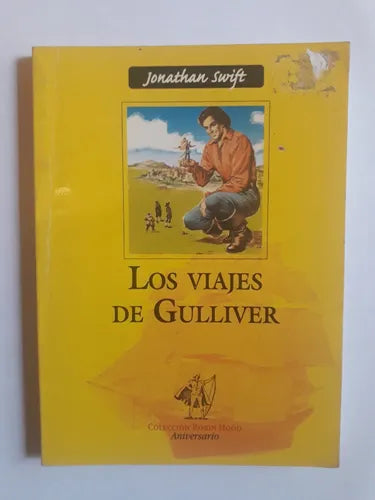 Jonathan Swift
LOS VIAJES
DE GULLIVER
COLECCIÓN ROBIN HOOD
Aniversario